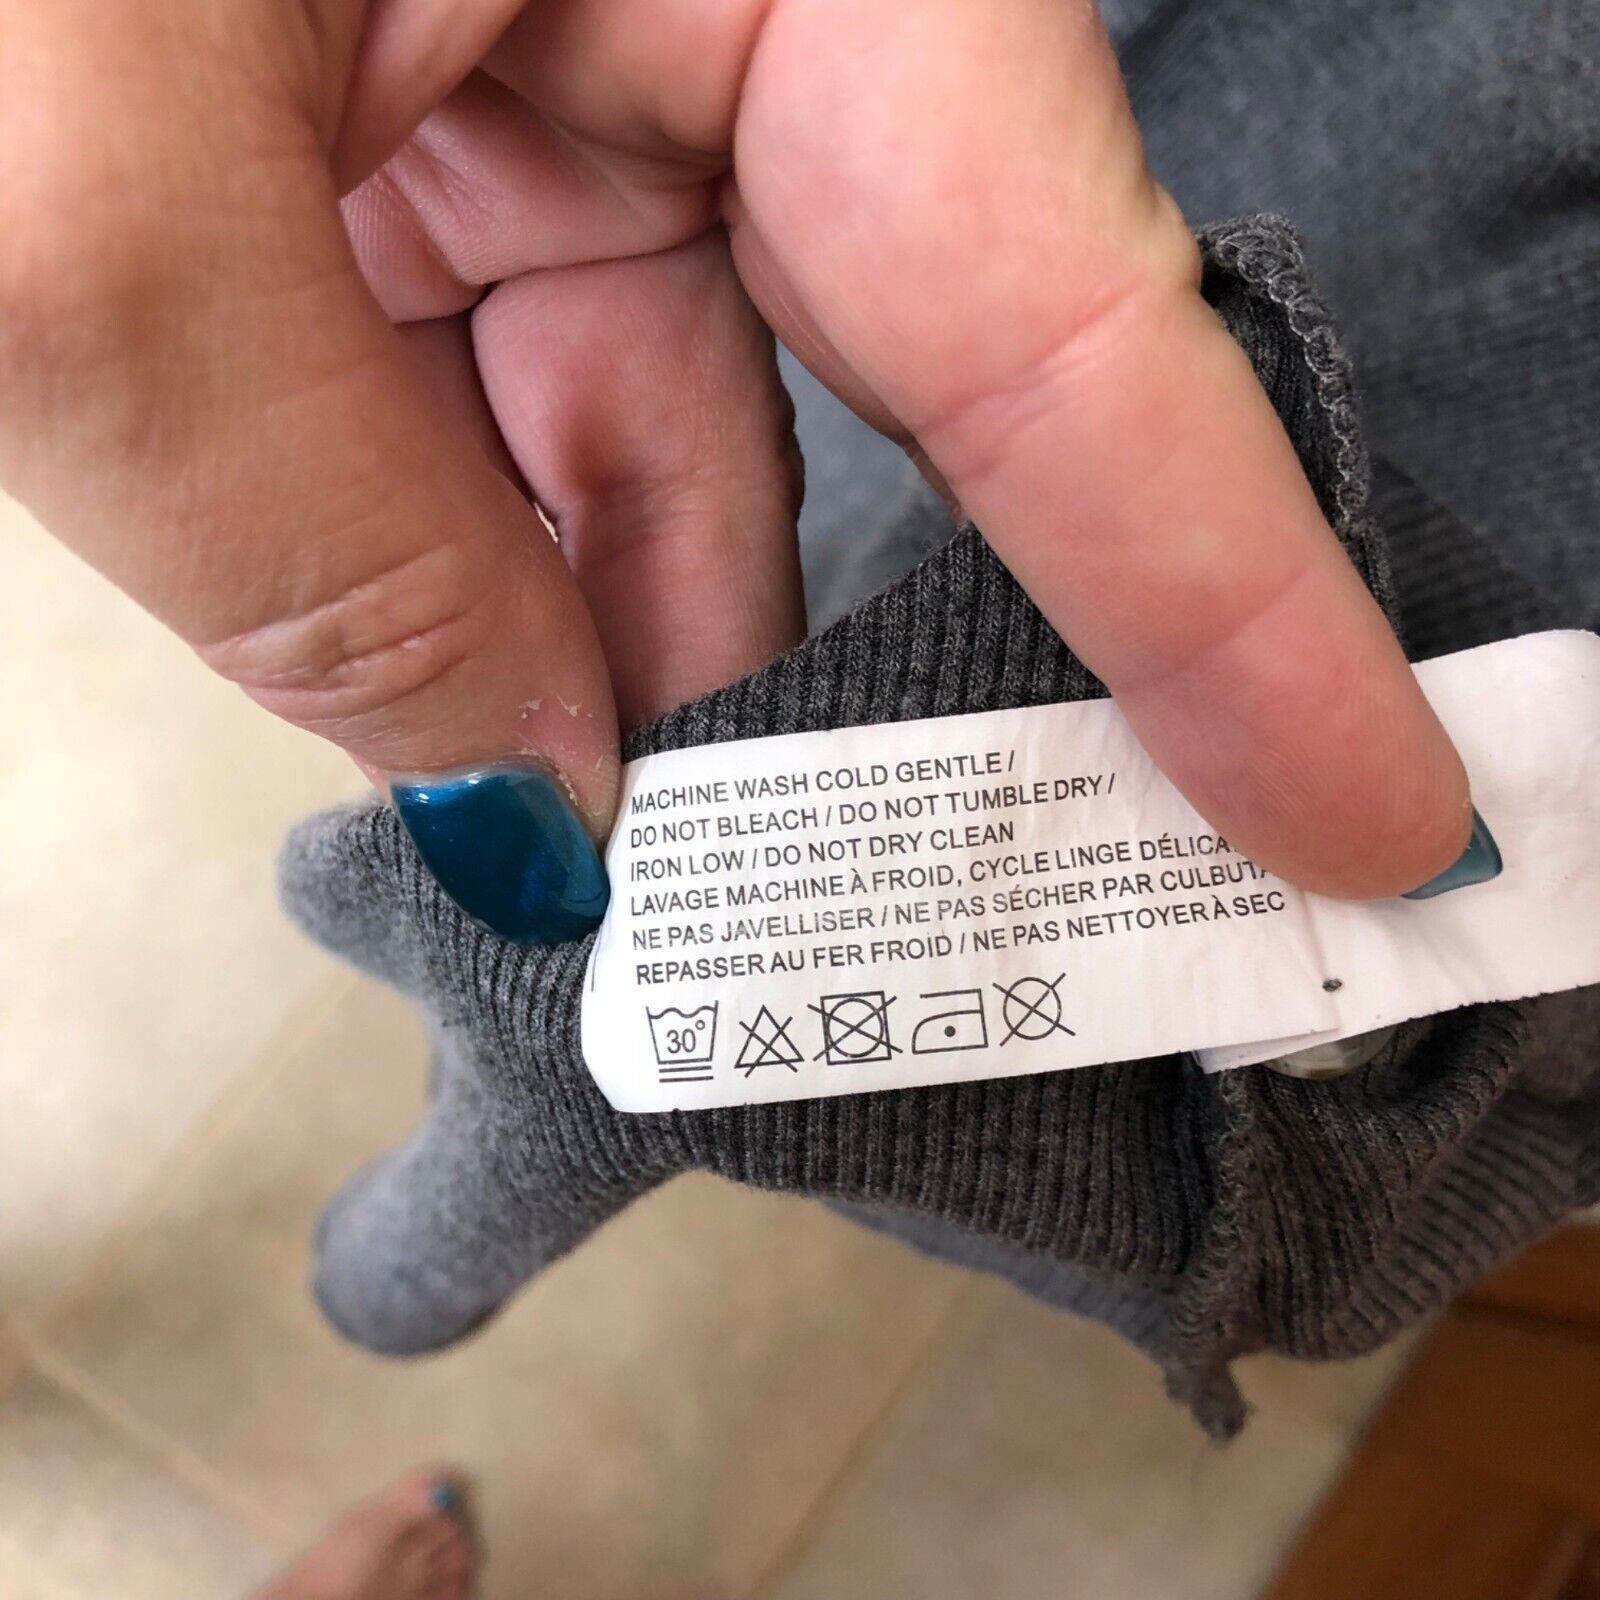 MACHINE WASH COLD GENTLE /
DO NOT BLEACH / DO NOT TUMBLE DRY /
IRON LOW / DO NOT DRY CLEAN
LAVAGE MACHINE À FROID, CYCLE LINGE
NE PAS JAVELLISER / NE PAS SÉCHER PAR
REPASSER AU FER FROID / NE PAS NETTOYER À SEC
30°